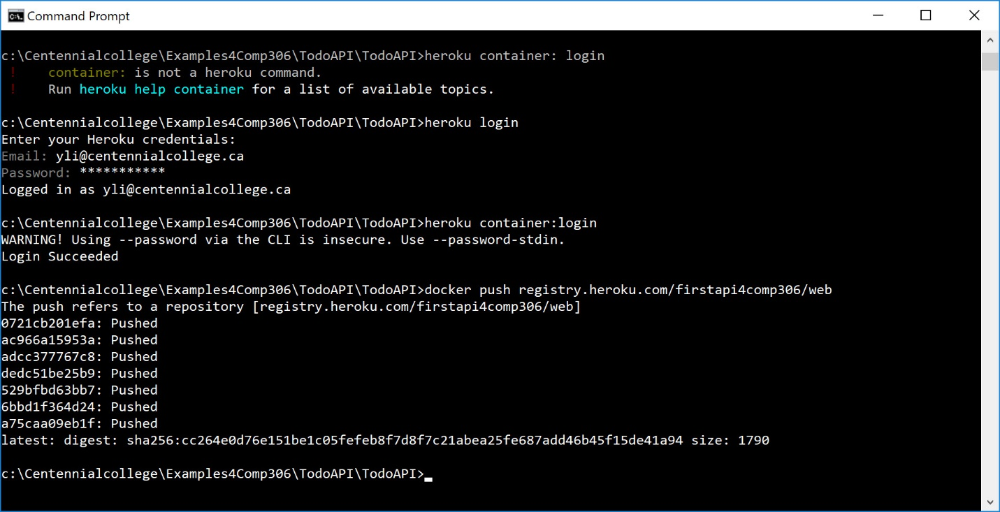 Command Prompt
c:\Centennialcollege\Examples4Comp306\TodoAPI\TodoAPI>heroku container: login
! container: is not a heroku command.
! Run heroku help container for a list of available topics.
c:\Centennialcollege\Examples4Comp306\TodoAPI\TodoAPI>heroku login
Enter your Heroku credentials:
Email: yli@centennialcollege.ca
Password: ***********
Logged in as yli@centennialcollege.ca
c:\Centennialcollege\Examples4Comp306\TodoAPI\TodoAPI>heroku container:login
WARNING! Using --password via the CLI is insecure. Use --password-stdin.
Login Succeeded
c:\Centennialcollege\Examples4Comp306\TodoAPI\TodoAPI>docker push registry.heroku.com/firstapi4comp306/web
The push refers to a repository [registry.heroku.com/firstapi4comp306/web]
0721cb201efa: Pushed
ac966a15953a: Pushed
adcc377767c8: Pushed
dedc51be25b9: Pushed
529bfbd63bb7: Pushed
6bbd1f364d24: Pushed
a75caa09eb1f: Pushed
latest: digest: sha256:cc264e0d76e151be1c05fefeb8f7d8f7c21abea25fe687add46b45f15de41a94 size: 1790
c:\Centennialcollege\Examples4Comp306\TodoAPI\TodoAPI>